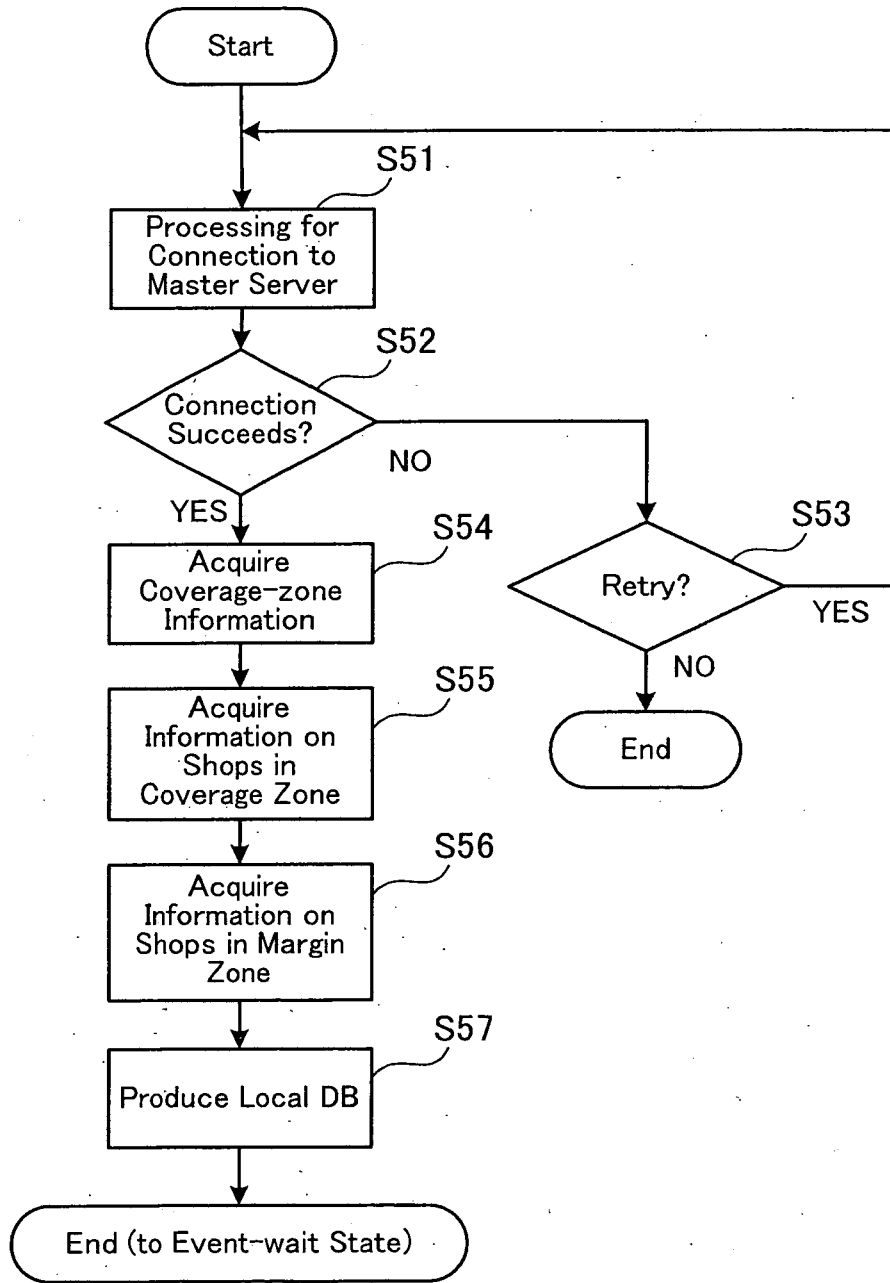 Start
S51
Processing for
Connection to
Master Server
S52
Connection
Succeeds?
NO
YES
S53
Retry?
YES
NO
End
S54
Acquire
Coverage-zone
Information
S55
Acquire
Information on
Shops in
Coverage Zone
S56
Acquire
Information on
Shops in Margin
Zone
S57
Produce Local DB
End (to Event-wait State)